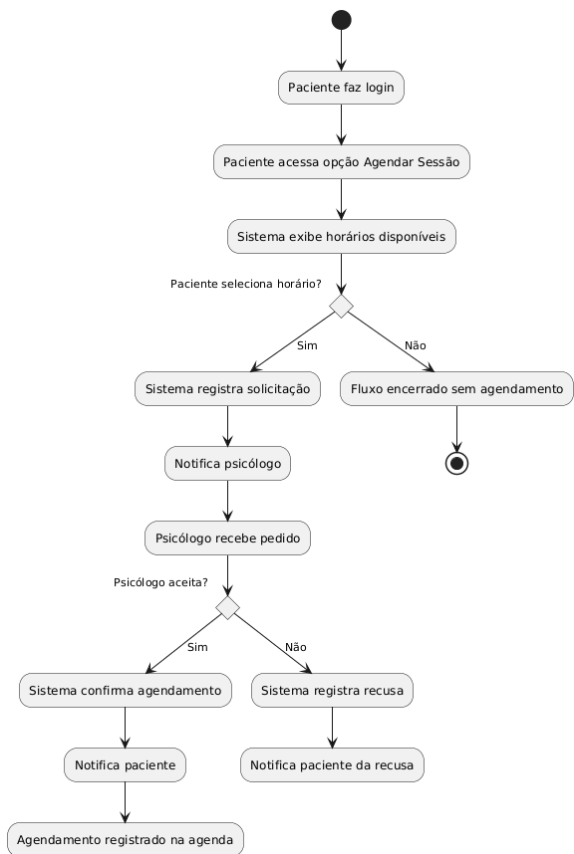 Paciente faz login
Paciente acessa opção Agendar Sessão
Sistema exibe horários disponíveis
Paciente seleciona horário?
Sim
Não
Sistema registra solicitação
Fluxo encerrado sem agendamento
Notifica psicólogo
Psicólogo recebe pedido
Psicólogo aceita?
Sim
Não
Sistema confirma agendamento
Sistema registra recusa
Notifica paciente
Notifica paciente da recusa
Agendamento registrado na agenda